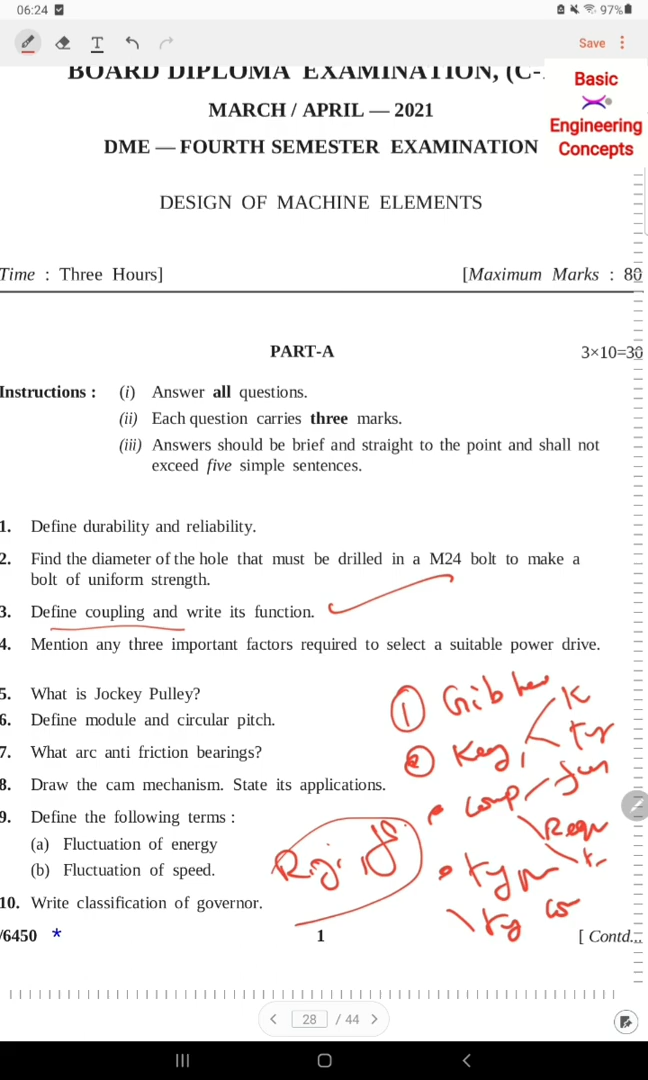 06:24
97%
Save
BOARD DIPLOMA EXAMINATION, (C-
Basic
Engineering
Concepts
MARCH / APRIL — 2021
DME — FOURTH SEMESTER EXAMINATION
DESIGN OF MACHINE ELEMENTS
Time : Three Hours] [Maximum Marks : 80
PART-A 3×10=30
Instructions : (i) Answer all questions.
(ii) Each question carries three marks.
(iii) Answers should be brief and straight to the point and shall not
exceed five simple sentences.
1. Define durability and reliability.
2. Find the diameter of the hole that must be drilled in a M24 bolt to make a
bolt of uniform strength.
3. Define coupling and write its function.
4. Mention any three important factors required to select a suitable power drive.
5. What is Jockey Pulley?
6. Define module and circular pitch.
7. What arc anti friction bearings?
8. Draw the cam mechanism. State its applications.
9. Define the following terms :
(a) Fluctuation of energy
(b) Fluctuation of speed.
10. Write classification of governor.
① Gib
K
② Key,
coup
/6450 * 1 [ Contd...
28 / 44